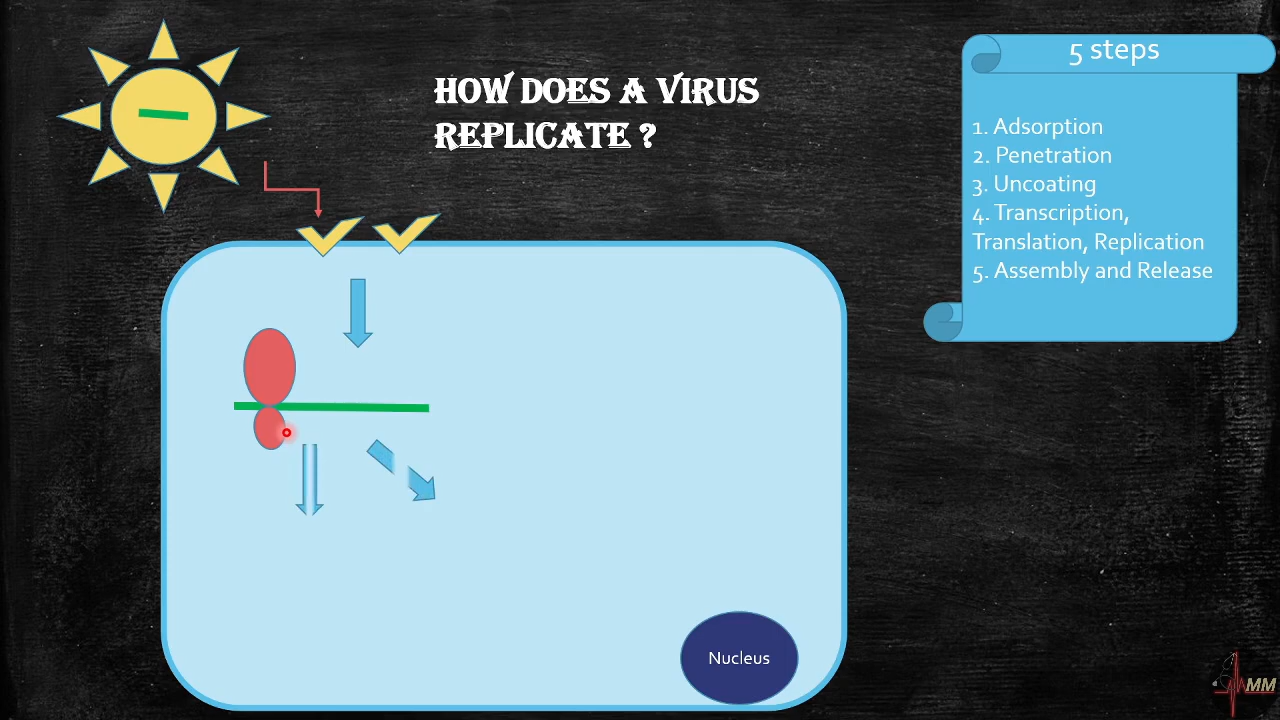 HOW DOES A VIRUS
REPLICATE ?
5 steps
1. Adsorption
2. Penetration
3. Uncoating
4. Transcription,
Translation, Replication
5. Assembly and Release
Nucleus
MM